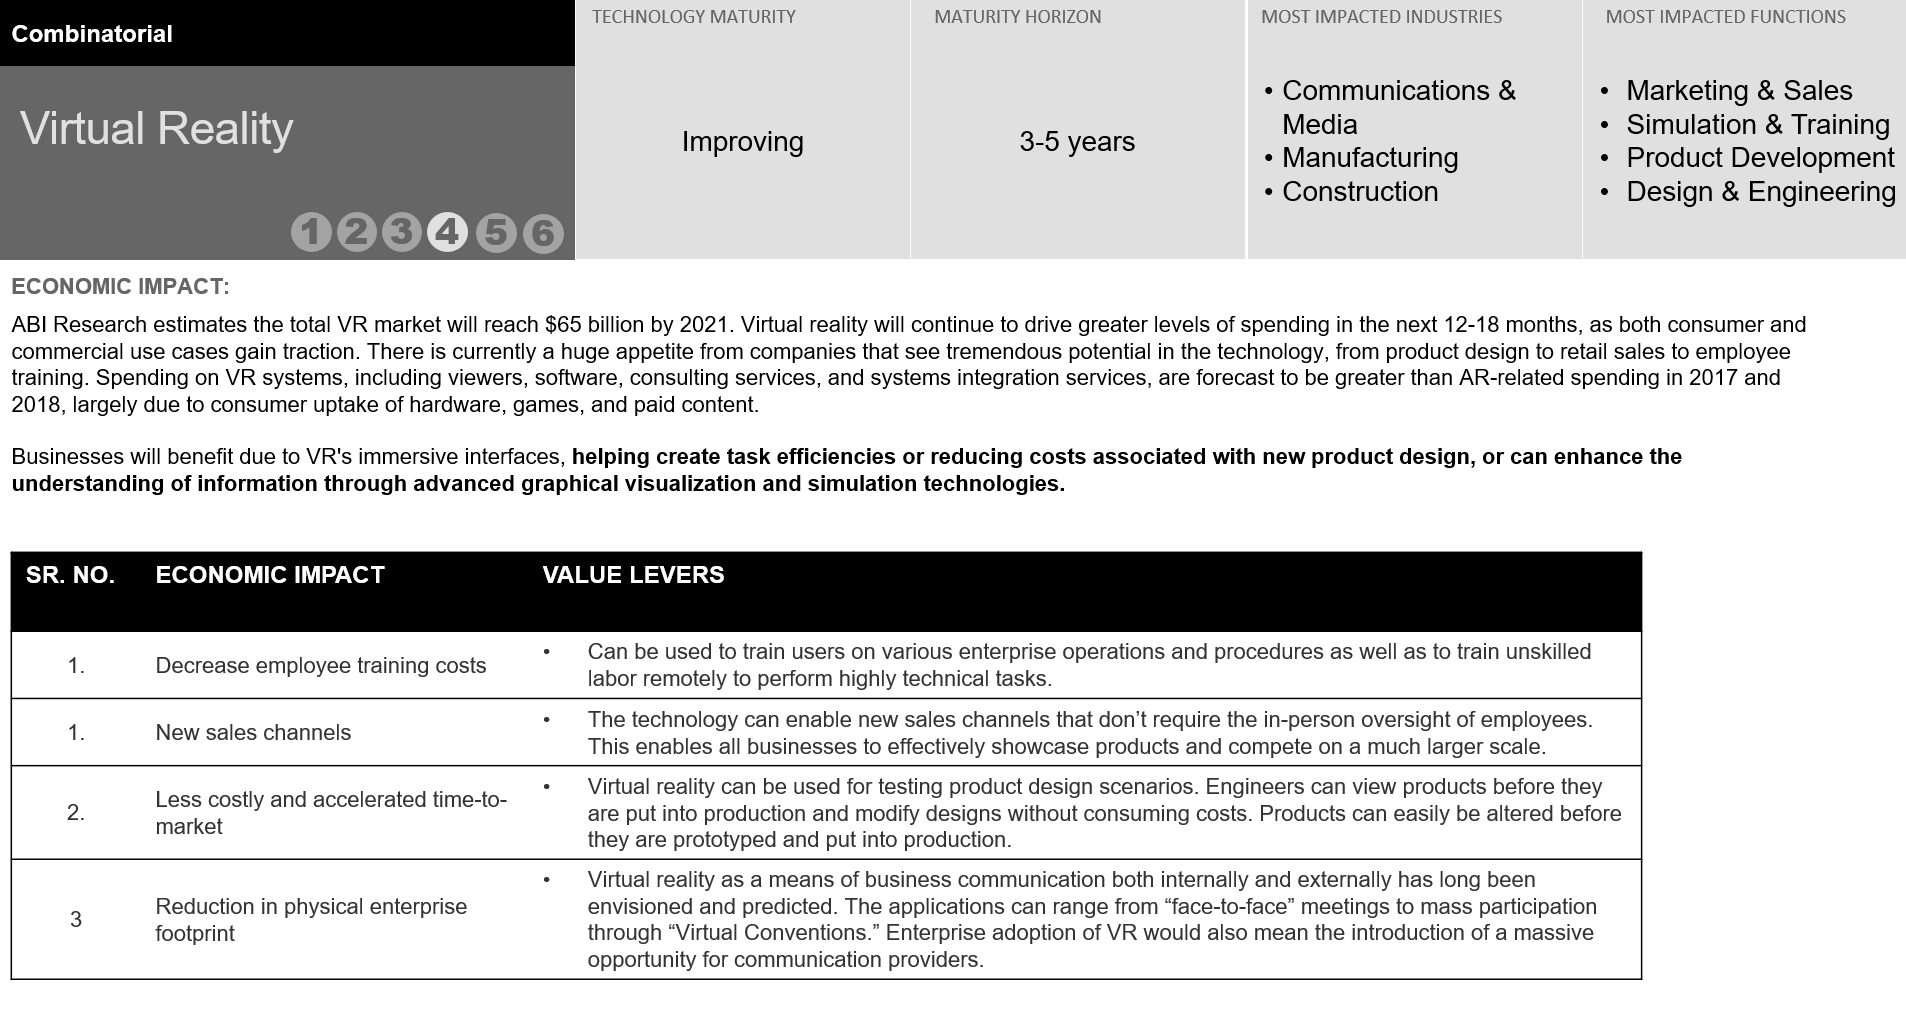 Combinatorial
Virtual Reality
1 2 3 4 5 6
TECHNOLOGY MATURITY
Improving
MATURITY HORIZON
3-5 years
MOST IMPACTED INDUSTRIES
• Communications &
Media
• Manufacturing
• Construction
MOST IMPACTED FUNCTIONS
• Marketing & Sales
• Simulation & Training
• Product Development
• Design & Engineering
ECONOMIC IMPACT:
ABI Research estimates the total VR market will reach $65 billion by 2021. Virtual reality will continue to drive greater levels of spending in the next 12-18 months, as both consumer and
commercial use cases gain traction. There is currently a huge appetite from companies that see tremendous potential in the technology, from product design to retail sales to employee
training. Spending on VR systems, including viewers, software, consulting services, and systems integration services, are forecast to be greater than AR-related spending in 2017 and
2018, largely due to consumer uptake of hardware, games, and paid content.
Businesses will benefit due to VR's immersive interfaces, helping create task efficiencies or reducing costs associated with new product design, or can enhance the
understanding of information through advanced graphical visualization and simulation technologies.
SR. NO. ECONOMIC IMPACT VALUE LEVERS
1.
Decrease employee training costs
• Can be used to train users on various enterprise operations and procedures as well as to train unskilled
labor remotely to perform highly technical tasks.
1.
New sales channels
• The technology can enable new sales channels that don’t require the in-person oversight of employees.
This enables all businesses to effectively showcase products and compete on a much larger scale.
2.
Less costly and accelerated time-to-
market
• Virtual reality can be used for testing product design scenarios. Engineers can view products before they
are put into production and modify designs without consuming costs. Products can easily be altered before
they are prototyped and put into production.
3
Reduction in physical enterprise
footprint
• Virtual reality as a means of business communication both internally and externally has long been
envisioned and predicted. The applications can range from “face-to-face” meetings to mass participation
through “Virtual Conventions.” Enterprise adoption of VR would also mean the introduction of a massive
opportunity for communication providers.